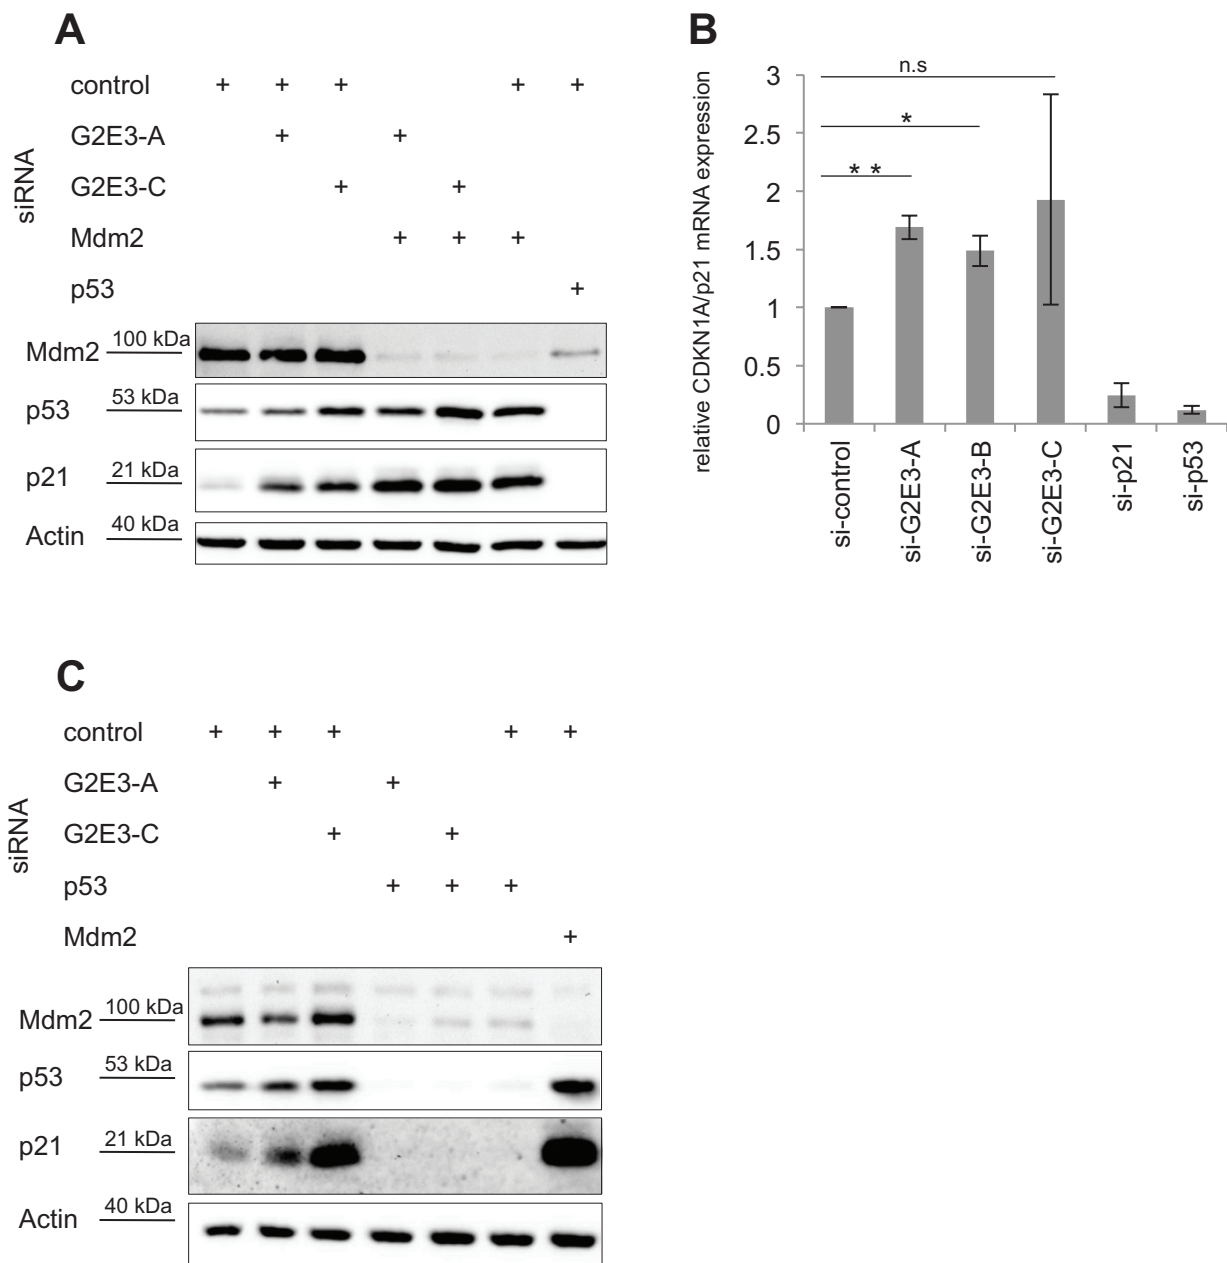 A
control + + + + +
G2E3-A + +
G2E3-C + +
Mdm2 + + +
p53 +
siRNA
Mdm2 100 kDa
p53 53 kDa
p21 21 kDa
Actin 40 kDa
B
relative CDKN1A/p21 mRNA expression
3
2.5
2
1.5
1
0.5
0
n.s
*
* *
si-control
si-G2E3-A
si-G2E3-B
si-G2E3-C
si-p21
si-p53
C
control + + + + +
G2E3-A + +
G2E3-C + +
p53 + + +
Mdm2 +
siRNA
Mdm2 100 kDa
p53 53 kDa
p21 21 kDa
Actin 40 kDa